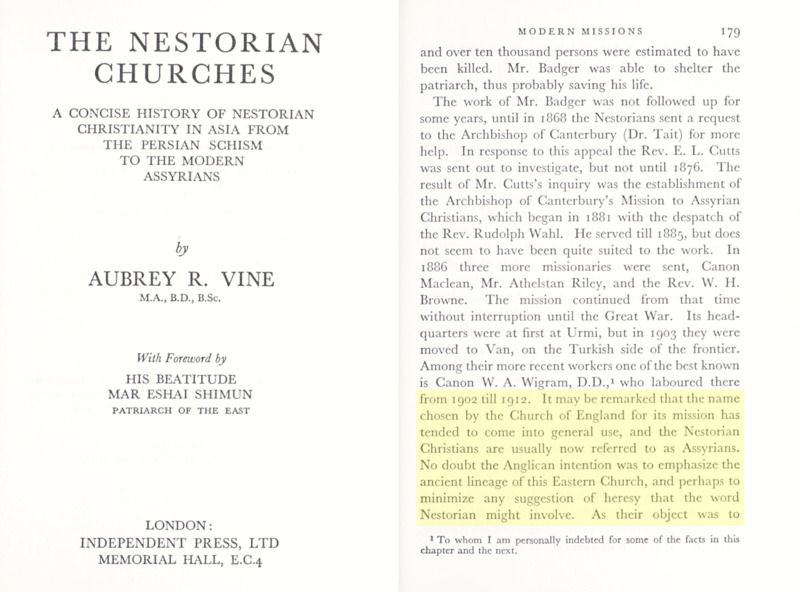 THE NESTORIAN
CHURCHES
A CONCISE HISTORY OF NESTORIAN
CHRISTIANITY IN ASIA FROM
THE PERSIAN SCHISM
TO THE MODERN
ASSYRIANS
by
AUBREY R. VINE
M.A., B.D., B.Sc.
With Foreword by
HIS BEATITUDE
MAR ESHAI SHIMUN
PATRIARCH OF THE EAST
LONDON:
INDEPENDENT PRESS, LTD
MEMORIAL HALL, E.C.4
MODERN MISSIONS 179
and over ten thousand persons were estimated to have
been killed. Mr. Badger was able to shelter the
patriarch, thus probably saving his life.
The work of Mr. Badger was not followed up for
some years, until in 1868 the Nestorians sent a request
to the Archbishop of Canterbury (Dr. Tait) for more
help. In response to this appeal the Rev. E. L. Cutts
was sent out to investigate, but not until 1876. The
result of Mr. Cutts's inquiry was the establishment of
the Archbishop of Canterbury's Mission to Assyrian
Christians, which began in 1881 with the despatch of
the Rev. Rudolph Wahl. He served till 1885, but does
not seem to have been quite suited to the work. In
1886 three more missionaries were sent, Canon
Maclean, Mr. Athelstan Riley, and the Rev. W. H.
Browne. The mission continued from that time
without interruption until the Great War. Its head-
quarters were at first at Urmi, but in 1903 they were
moved to Van, on the Turkish side of the frontier.
Among their more recent workers one of the best known
is Canon W. A. Wigram, D.D.,¹ who laboured there
from 1902 till 1912. It may be remarked that the name
chosen by the Church of England for its mission has
tended to come into general use, and the Nestorian
Christians are usually now referred to as Assyrians.
No doubt the Anglican intention was to emphasize the
ancient lineage of this Eastern Church, and perhaps to
minimize any suggestion of heresy that the word
Nestorian might involve. As their object was to
¹ To whom I am personally indebted for some of the facts in this
chapter and the next.